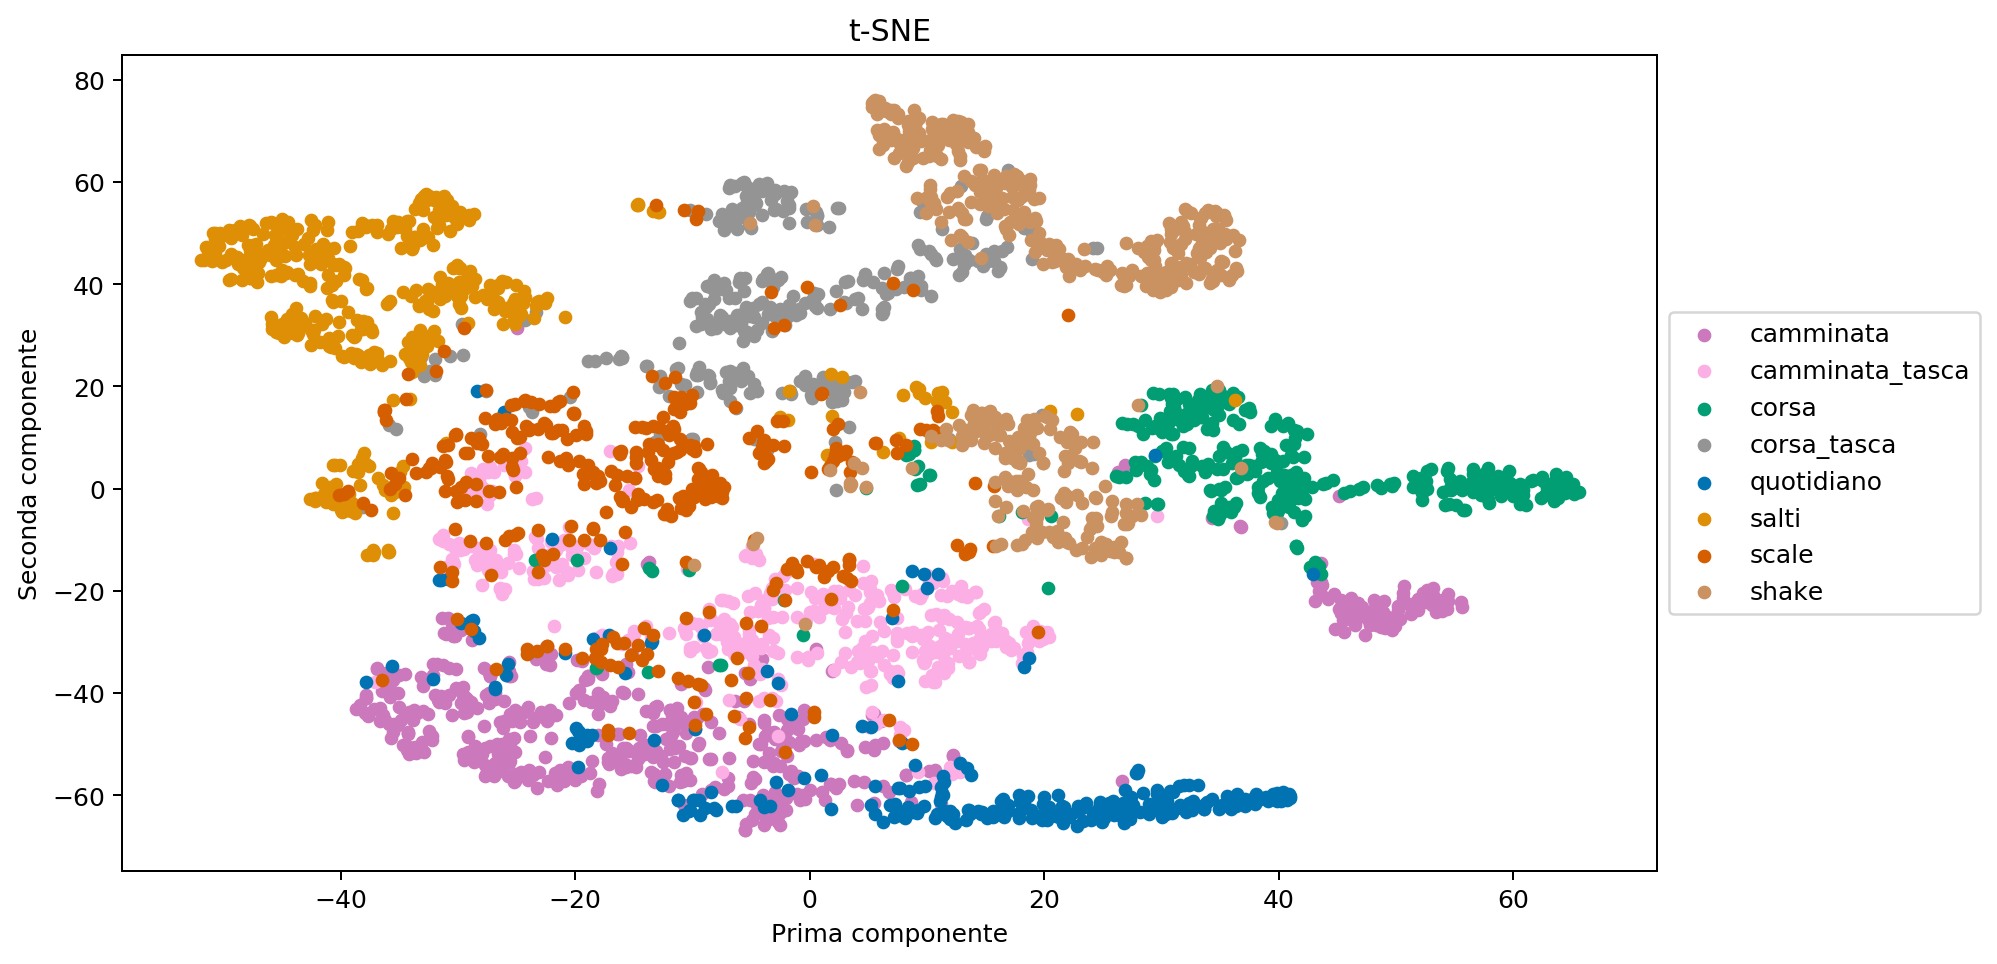 t-SNE
80
60
40
20
0
−20
−40
−60
Seconda componente
−40
−20
0
20
40
60
Prima componente
camminata
camminata_tasca
corsa
corsa_tasca
quotidiano
salti
scale
shake